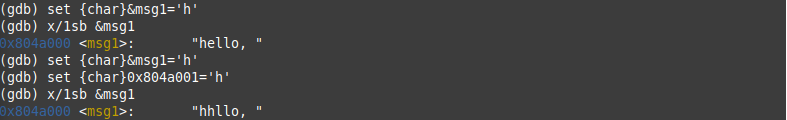 (gdb) set {char}&msg1='h'
(gdb) x/1sb &msg1
0x804a000 <msg1>:       "hello, "
(gdb) set {char}&msg1='h'
(gdb) set {char}0x804a001='h'
(gdb) x/1sb &msg1
0x804a000 <msg1>:       "hhllo, "